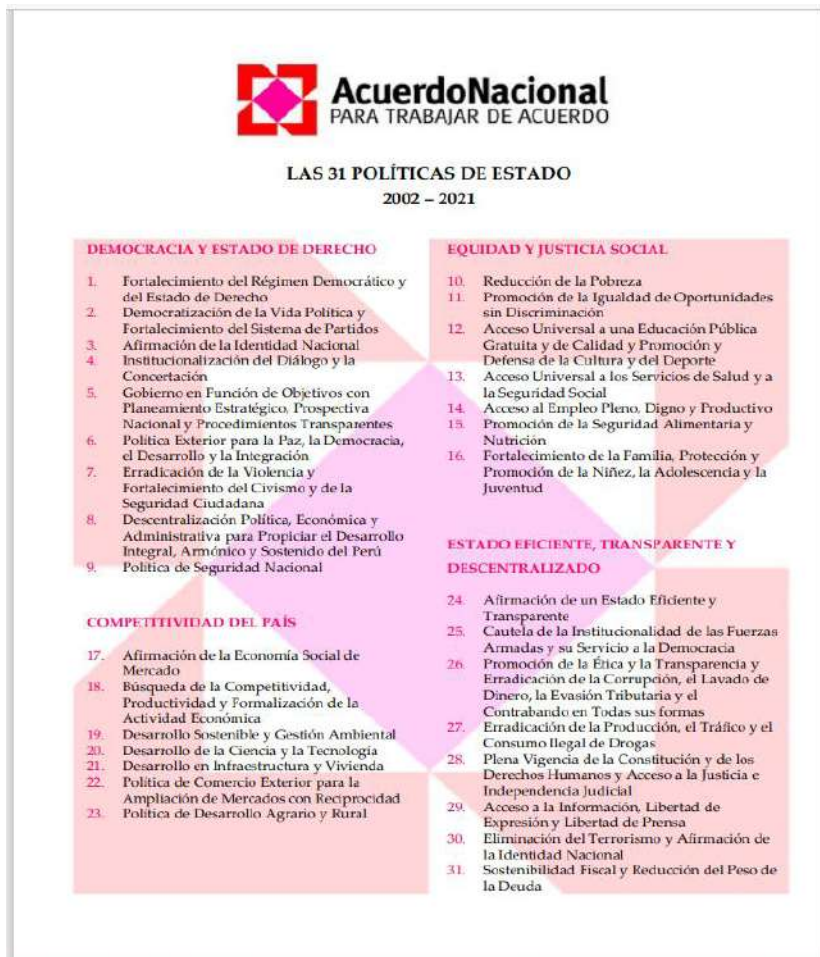 AcuerdoNacional
PARA TRABAJAR DE ACUERDO
LAS 31 POLÍTICAS DE ESTADO
2002 – 2021
DEMOCRACIA Y ESTADO DE DERECHO
1. Fortalecimiento del Régimen Democrático y
del Estado de Derecho
2. Democratización de la Vida Política y
Fortalecimiento del Sistema de Partidos
3. Afirmación de la Identidad Nacional
4. Institucionalización del Diálogo y la
Concertación
5. Gobierno en Función de Objetivos con
Planeamiento Estratégico, Prospectiva
Nacional y Procedimientos Transparentes
6. Política Exterior para la Paz, la Democracia,
el Desarrollo y la Integración
7. Erradicación de la Violencia y
Fortalecimiento del Civismo y de la
Seguridad Ciudadana
8. Descentralización Política, Económica y
Administrativa para Propiciar el Desarrollo
Integral, Armónico y Sostenido del Perú
9. Política de Seguridad Nacional
COMPETITIVIDAD DEL PAÍS
17. Afirmación de la Economía Social de
Mercado
18. Búsqueda de la Competitividad,
Productividad y Formalización de la
Actividad Económica
19. Desarrollo Sostenible y Gestión Ambiental
20. Desarrollo de la Ciencia y la Tecnología
21. Desarrollo en Infraestructura y Vivienda
22. Política de Comercio Exterior para la
Ampliación de Mercados con Reciprocidad
23. Política de Desarrollo Agrario y Rural
EQUIDAD Y JUSTICIA SOCIAL
10. Reducción de la Pobreza
11. Promoción de la Igualdad de Oportunidades
sin Discriminación
12. Acceso Universal a una Educación Pública
Gratuita y de Calidad y Promoción y
Defensa de la Cultura y del Deporte
13. Acceso Universal a los Servicios de Salud y a
la Seguridad Social
14. Acceso al Empleo Pleno, Digno y Productivo
15. Promoción de la Seguridad Alimentaria y
Nutrición
16. Fortalecimiento de la Familia, Protección y
Promoción de la Niñez, la Adolescencia y la
Juventud
ESTADO EFICIENTE, TRANSPARENTE Y
DESCENTRALIZADO
24. Afirmación de un Estado Eficiente y
Transparente
25. Cautela de la Institucionalidad de las Fuerzas
Armadas y su Servicio a la Democracia
26. Promoción de la Ética y la Transparencia y
Erradicación de la Corrupción, el Lavado de
Dinero, la Evasión Tributaria y el
Contrabando en Todas sus formas
27. Erradicación de la Producción, el Tráfico y el
Consumo Ilegal de Drogas
28. Plena Vigencia de la Constitución y de los
Derechos Humanos y Acceso a la Justicia e
Independencia Judicial
29. Acceso a la Información, Libertad de
Expresión y Libertad de Prensa
30. Eliminación del Terrorismo y Afirmación de
la Identidad Nacional
31. Sostenibilidad Fiscal y Reducción del Peso de
la Deuda